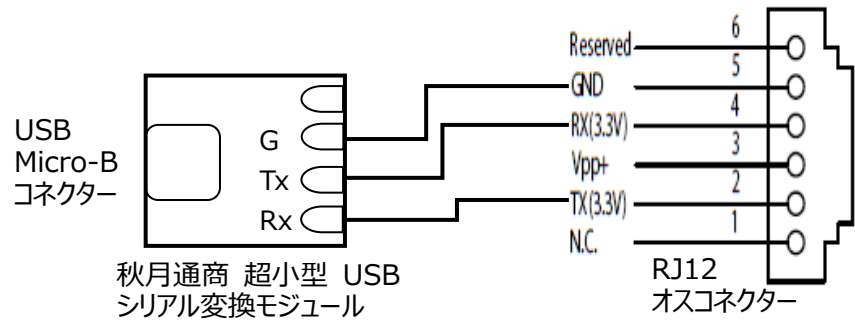 USB
Micro-B
コネクター
G
Tx
Rx
秋月通商 超小型 USB
シリアル変換モジュール
Reserved
GND
RX(3.3V)
Vpp+
TX(3.3V)
N.C.
6
5
4
3
2
1
RJ12
オスコネクター